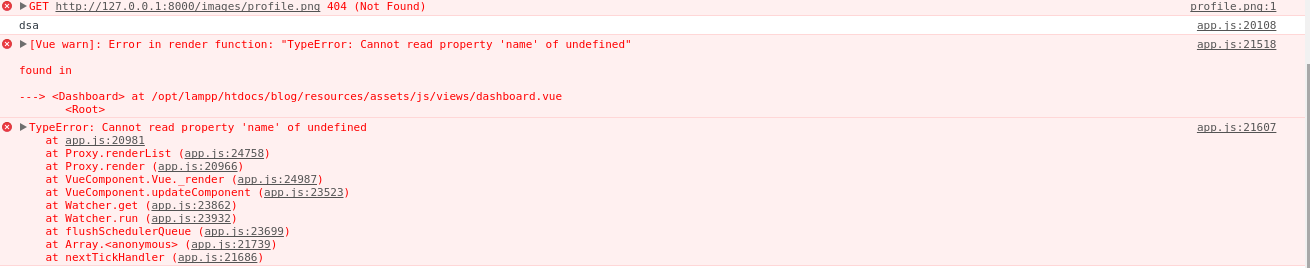 GET http://127.0.0.1:8000/images/profile.png 404 (Not Found) profile.png:1
dsa app.js:20108
[Vue warn]: Error in render function: "TypeError: Cannot read property 'name' of undefined" app.js:21518
found in
---> <Dashboard> at /opt/lampp/htdocs/blog/resources/assets/js/views/dashboard.vue
<Root>
TypeError: Cannot read property 'name' of undefined app.js:21607
at app.js:20981
at Proxy.renderList (app.js:24758)
at Proxy.render (app.js:20966)
at VueComponent.Vue._render (app.js:24987)
at VueComponent.updateComponent (app.js:23523)
at Watcher.get (app.js:23862)
at Watcher.run (app.js:23932)
at flushSchedulerQueue (app.js:23699)
at Array.<anonymous> (app.js:21739)
at nextTickHandler (app.js:21686)